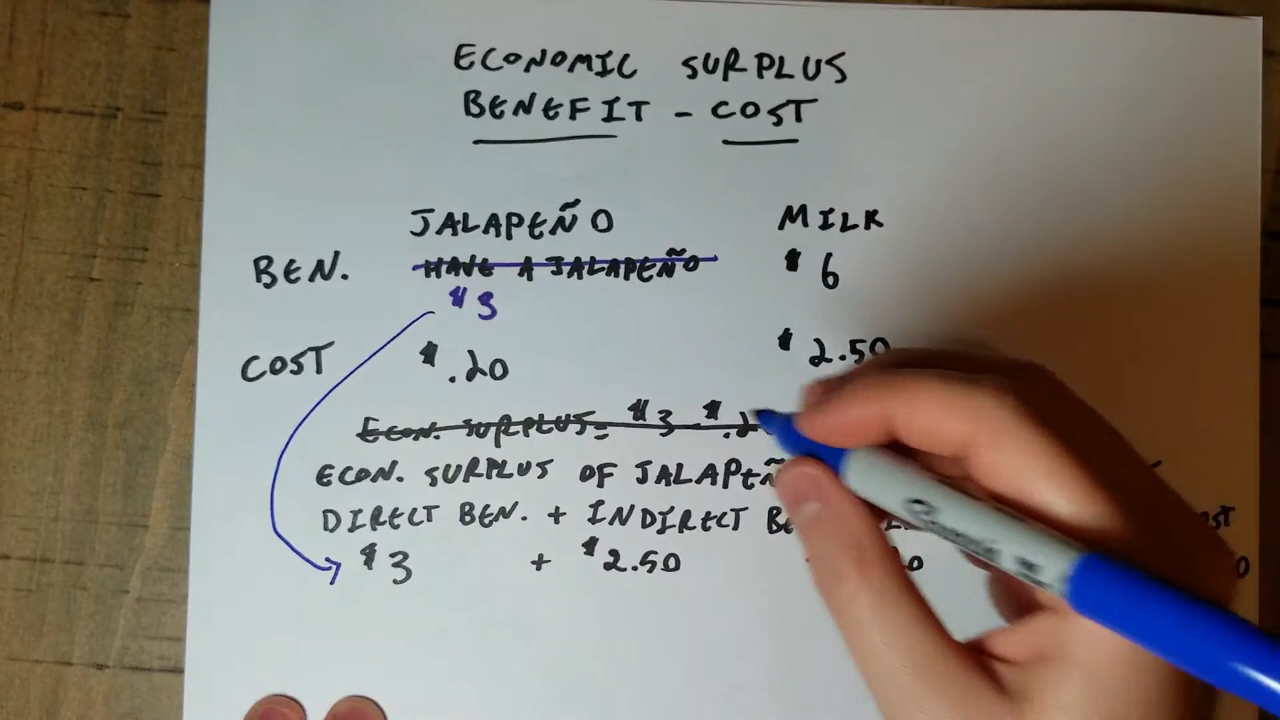 ECONOMIC SURPLUS
BENEFIT - COST
JALAPEÑO MILK
BEN. HAVE A JALAPEÑO $ 6
$ 3
COST $ .20 $ 2.50
ECON. SURPLUS = $3 - $.2
ECON. SURPLUS OF JALAPEÑ
DIRECT BEN. + INDIRECT BE
$3 + $2.50